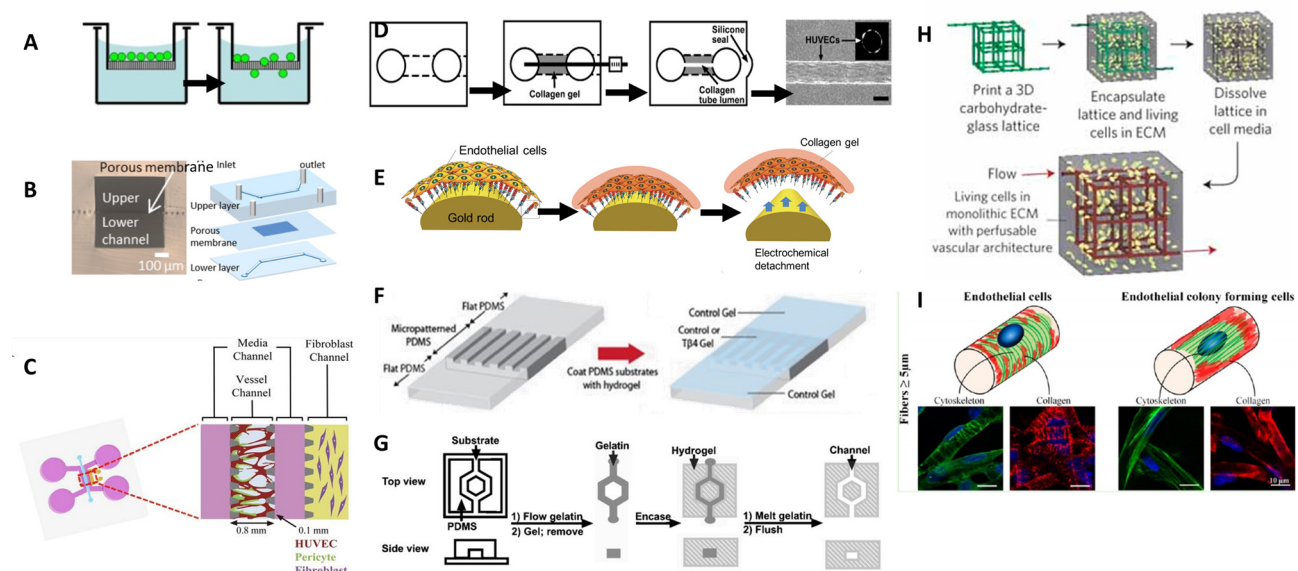 A
B
Porous membrane
Upper
Lower
channel
100 µm
Inlet
outlet
Upper layer
Porous
membrane
Lower layer
C
Media
Channel
Vessel
Channel
Fibroblast
Channel
0.8 mm
0.1 mm
HUVEC
Pericyte
Fibroblast
D
Collagen gel
Silicone
seal
Collagen
tube lumen
HUVECs
E
Endothelial cells
Gold rod
Collagen gel
Electrochemical
detachment
F
Flat PDMS
Micropatterned
PDMS
Flat PDMS
Coat PDMS substrates
with hydrogel
Control Gel
Control or
Tβ4 Gel
Control Gel
G
Substrate
Gelatin
Hydrogel
Channel
Top view
PDMS
1) Flow gelatin
2) Gel; remove
Encase
1) Melt gelatin
2) Flush
Side view
H
Print a 3D
carbohydrate-
glass lattice
Encapsulate
lattice and living
cells in ECM
Dissolve
lattice in
cell media
Flow
Living cells in
monolithic ECM
with perfusable
vascular architecture
I
Endothelial cells
Endothelial colony forming cells
Fibers ≥ 5µm
Cytoskeleton
Collagen
Cytoskeleton
Collagen
10 µm